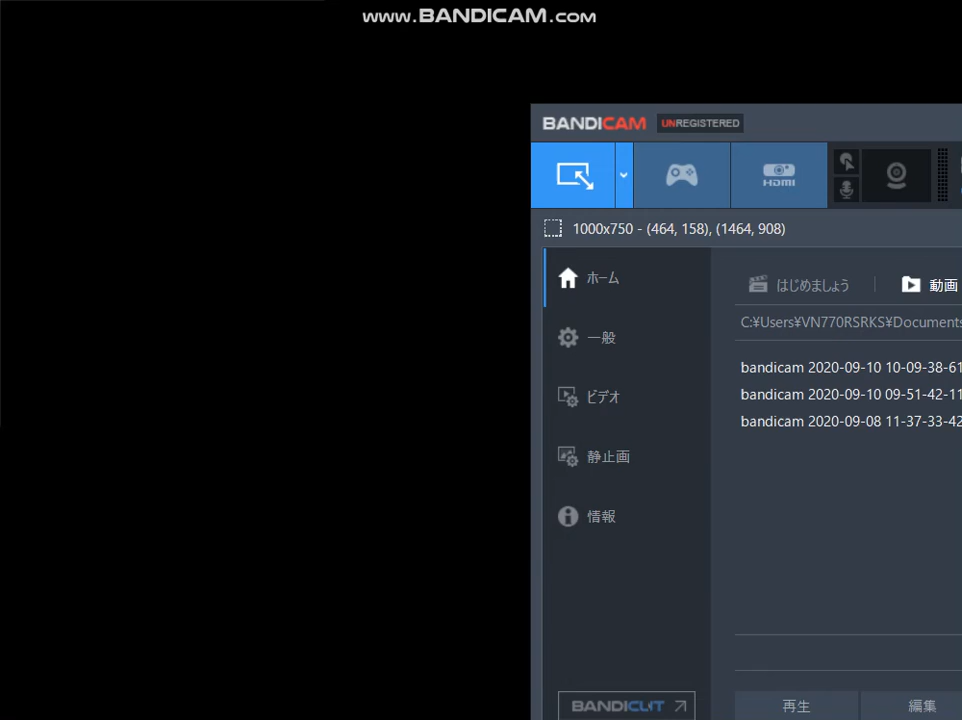 www.BANDICAM.com
BANDICAM UNREGISTERED
HDMI
1000x750 - (464, 158), (1464, 908)
ホーム
はじめましょう
動画
C:¥Users¥VN770RSRKS¥Documents
一般
bandicam 2020-09-10 10-09-38-61
ビデオ
bandicam 2020-09-10 09-51-42-11
bandicam 2020-09-08 11-37-33-42
静止画
情報
BANDICUT
再生
編集